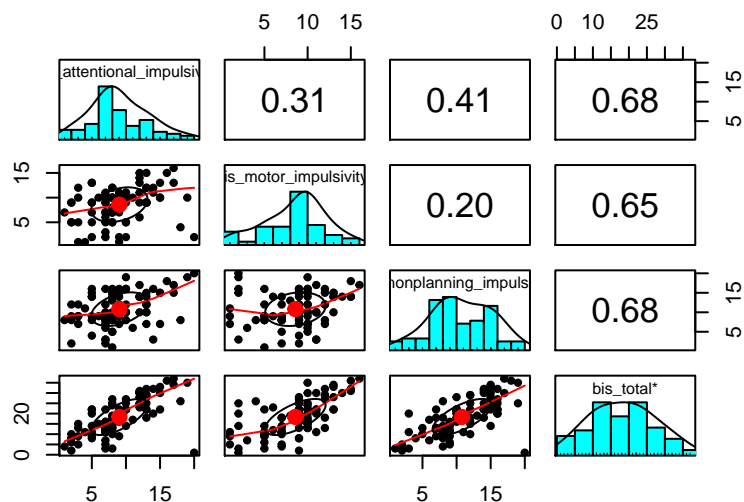 5 10 15
0 10 25
_attentional_impulsiv
0.31
0.41
0.68
5 15
5 15
is_motor_impulsivity
0.20
0.65
nonplanning_impuls
0.68
5 15
0 20
bis_total*
5 15
5 15